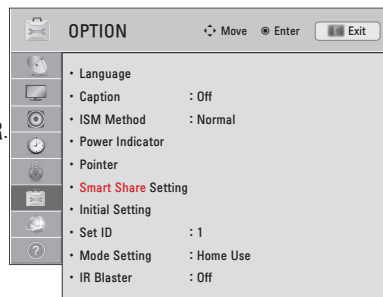 OPTION Move Enter Exit
R.
• Language
• Caption : Off
• ISM Method : Normal
• Power Indicator
• Pointer
• Smart Share Setting
• Initial Setting
• Set ID : 1
• Mode Setting : Home Use
• IR Blaster : Off
?